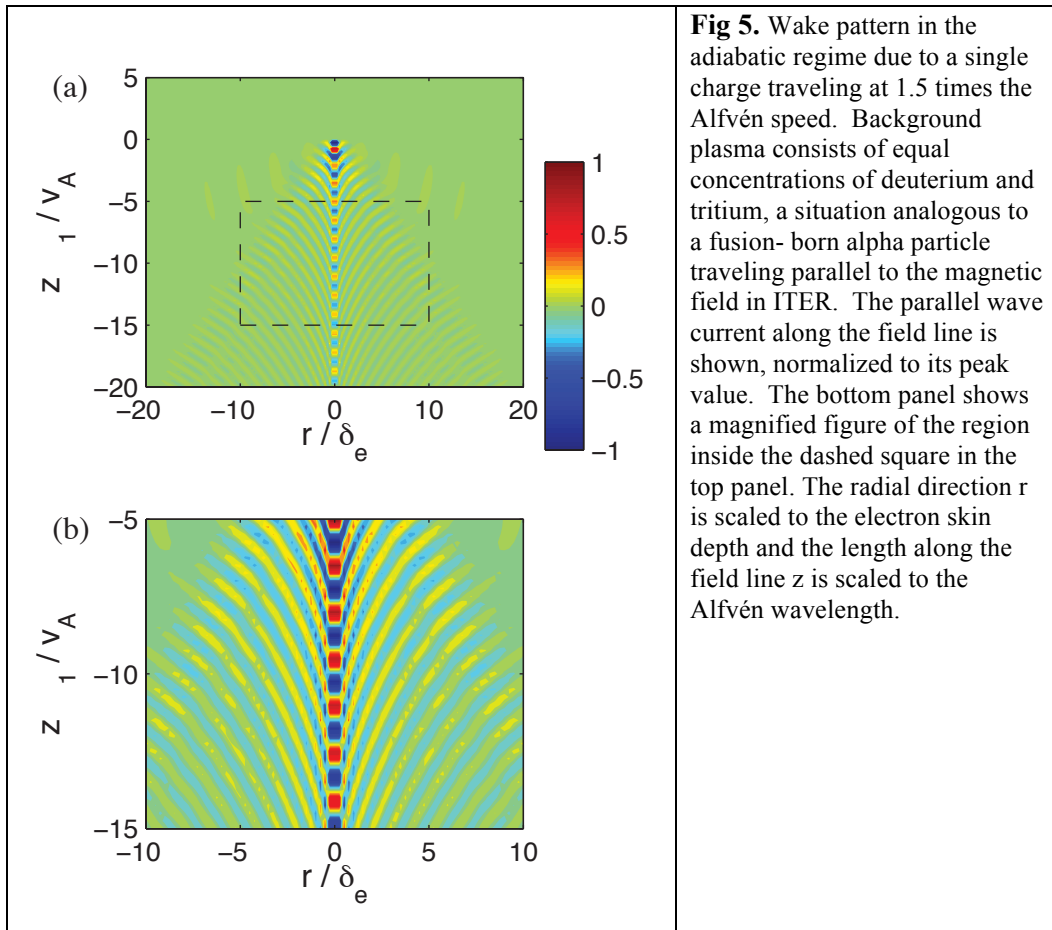 (a)
5
0
−5
−10
−15
−20
z ₁ / v_A
−20
−10
0
10
20
r / δ_e
1
0.5
0
−0.5
−1
(b)
−5
−10
−15
z ₁ / v_A
−10
−5
0
5
10
r / δ_e
Fig 5. Wake pattern in the
adiabatic regime due to a single
charge traveling at 1.5 times the
Alfvén speed. Background
plasma consists of equal
concentrations of deuterium and
tritium, a situation analogous to
a fusion- born alpha particle
traveling parallel to the magnetic
field in ITER. The parallel wave
current along the field line is
shown, normalized to its peak
value. The bottom panel shows
a magnified figure of the region
inside the dashed square in the
top panel. The radial direction r
is scaled to the electron skin
depth and the length along the
field line z is scaled to the
Alfvén wavelength.